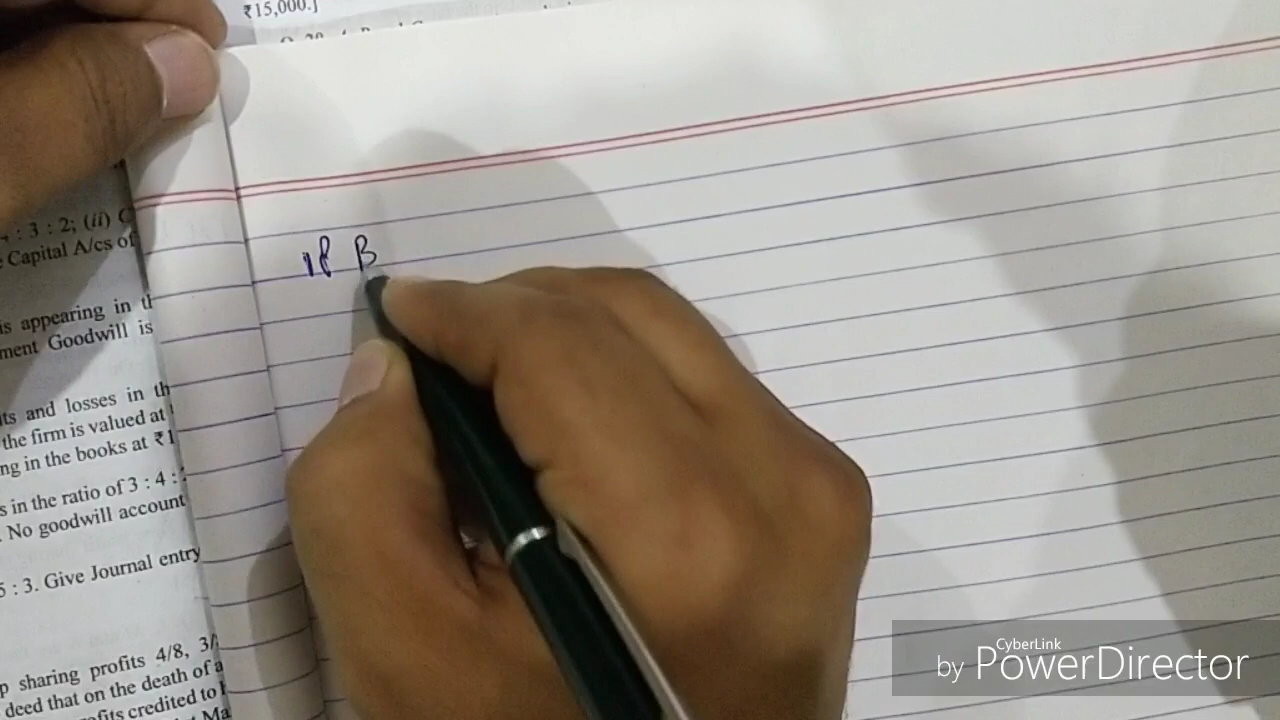 ₹15,000.]
: 3 : 2; (ii) C
Capital A/cs of
is appearing in th
ment Goodwill is
ts and losses in th
the firm is valued at
ng in the books at ₹1
s in the ratio of 3 : 4 :
. No goodwill account
5 : 3. Give Journal entry
p sharing profits 4/8, 3/
deed that on the death of a
fits credited to
18 B
CyberLink
by PowerDirector